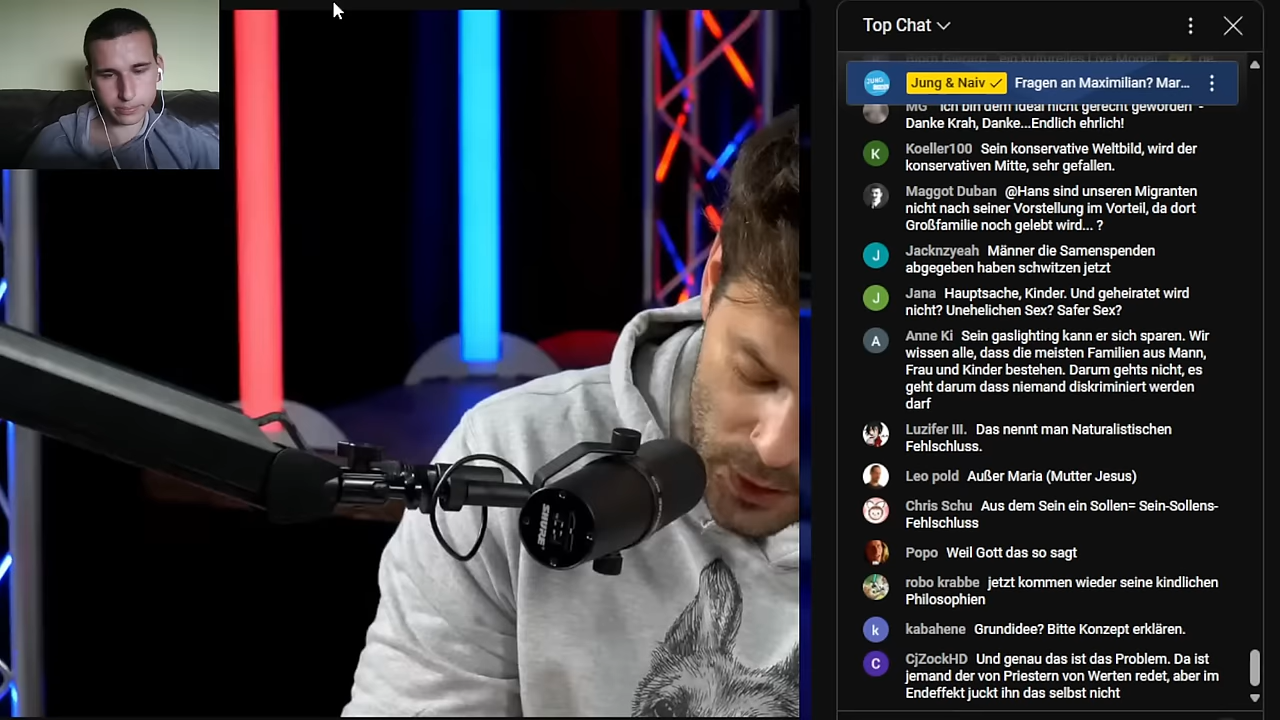 Top Chat
Jung & Naiv Fragen an Maximilian? Mar...
MG "Ich bin dem Ideal nicht gerecht geworden" -
Danke Krah, Danke...Endlich ehrlich!
Koeller100 Sein konservative Weltbild, wird der
konservativen Mitte, sehr gefallen.
Maggot Duban @Hans sind unseren Migranten
nicht nach seiner Vorstellung im Vorteil, da dort
Großfamilie noch gelebt wird... ?
Jacknzyeah Männer die Samenspenden
abgegeben haben schwitzen jetzt
Jana Hauptsache, Kinder. Und geheiratet wird
nicht? Unehelichen Sex? Safer Sex?
Anne Ki Sein gaslighting kann er sich sparen. Wir
wissen alle, dass die meisten Familien aus Mann,
Frau und Kinder bestehen. Darum gehts nicht, es
geht darum dass niemand diskriminiert werden
darf
Luzifer III. Das nennt man Naturalistischen
Fehlschluss.
Leo pold Außer Maria (Mutter Jesus)
Chris Schu Aus dem Sein ein Sollen= Sein-Sollens-
Fehlschluss
Popo Weil Gott das so sagt
robo krabbe jetzt kommen wieder seine kindlichen
Philosophien
kabahene Grundidee? Bitte Konzept erklären.
CjZockHD Und genau das ist das Problem. Da ist
jemand der von Priestern von Werten redet, aber im
Endeffekt juckt ihn das selbst nicht
K
J
J
A
k
C
SHURE